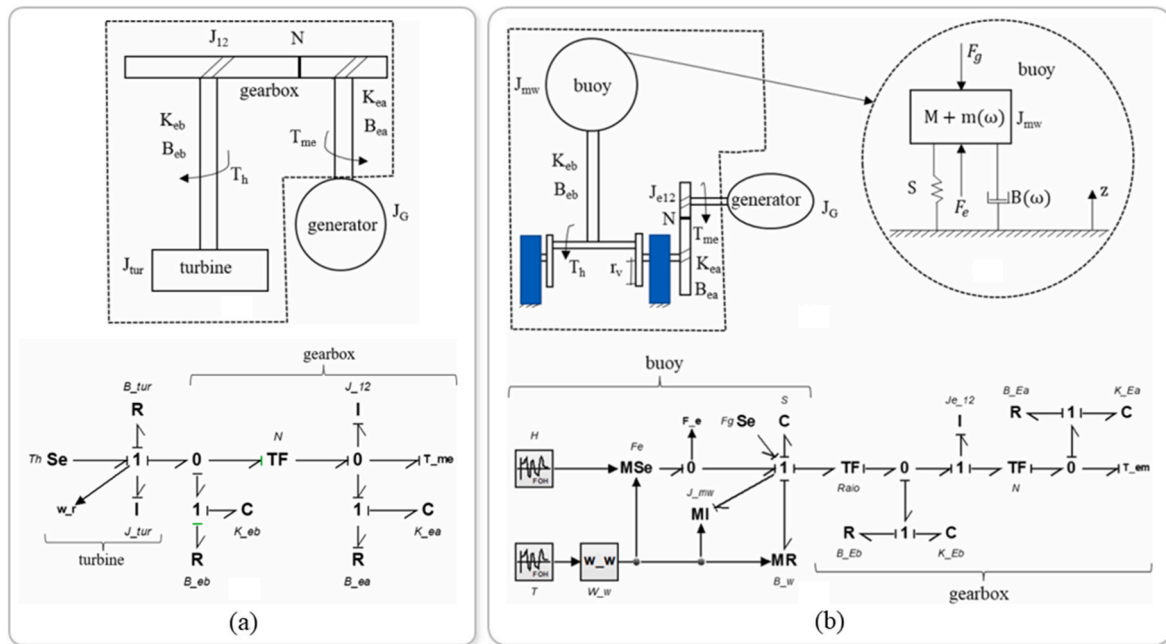 J12 N
gearbox
Kea
Bea
Keb
Beb
Tme
Th
generator
JG
Jtur
turbine
gearbox
B_tur
J_12
R
I
N
Th Se 1 0 TF 0 T_me
w_r
I 1 C 1 C
J_tur
K_eb
K_ea
turbine
R
R
B_eb
B_ea
(a)
buoy
Jmw
Keb
Beb
Je12
generator
JG
N
Tme
Th
rv
Kea
Bea
Fg
buoy
M + m(ω)
Jmw
S
Fe
B(ω)
z
buoy
S
Je_12
B_Ea
K_Ea
H
Fe
F_e
Fg Se
C
I
R 1 C
FOH
MSe 0 1 TF 0 1 TF 0 T_em
J_mw
Raio
N
MI
R 1 C
B_Eb
K_Eb
FOH
w_w
MR
T
W_w
B_w
gearbox
(b)